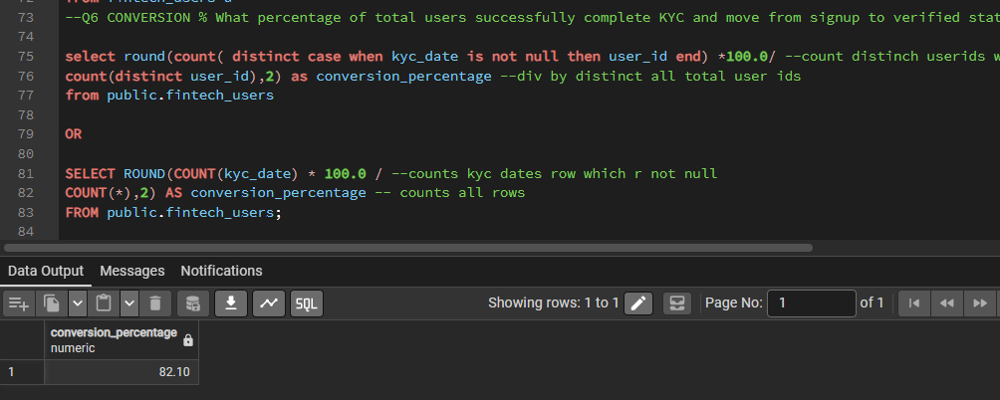 73 --Q6 CONVERSION % What percentage of total users successfully complete KYC and move from signup to verified stat
74
75 select round(count( distinct case when kyc_date is not null then user_id end) *100.0/ --count distinch userids w
76 count(distinct user_id),2) as conversion_percentage --div by distinct all total user ids
77 from public.fintech_users
78
79 OR
80
81 SELECT ROUND(COUNT(kyc_date) * 100.0 / --counts kyc dates row which r not null
82 COUNT(*),2) AS conversion_percentage -- counts all rows
83 FROM public.fintech_users;
84
Data Output Messages Notifications
SQL Showing rows: 1 to 1 Page No: 1 of 1
conversion_percentage
numeric
1 82.10